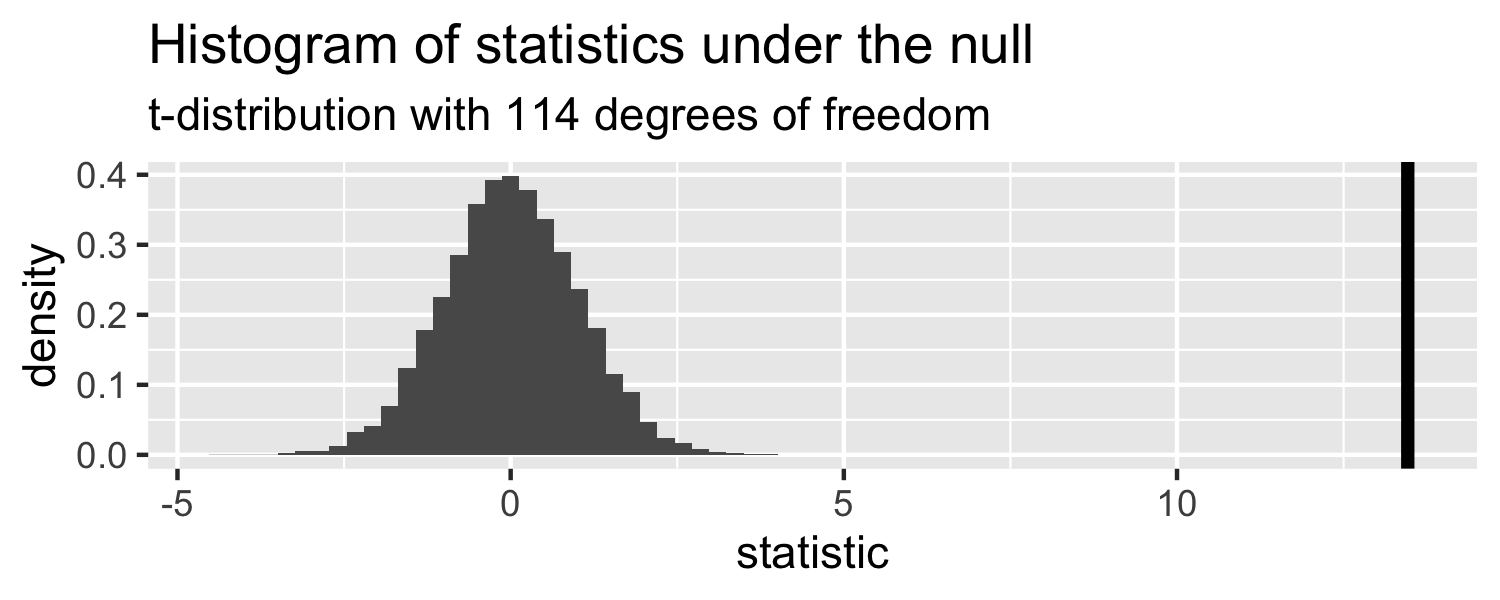 Histogram of statistics under the null
t-distribution with 114 degrees of freedom
density
0.4
0.3
0.2
0.1
0.0
-5 0 5 10
statistic